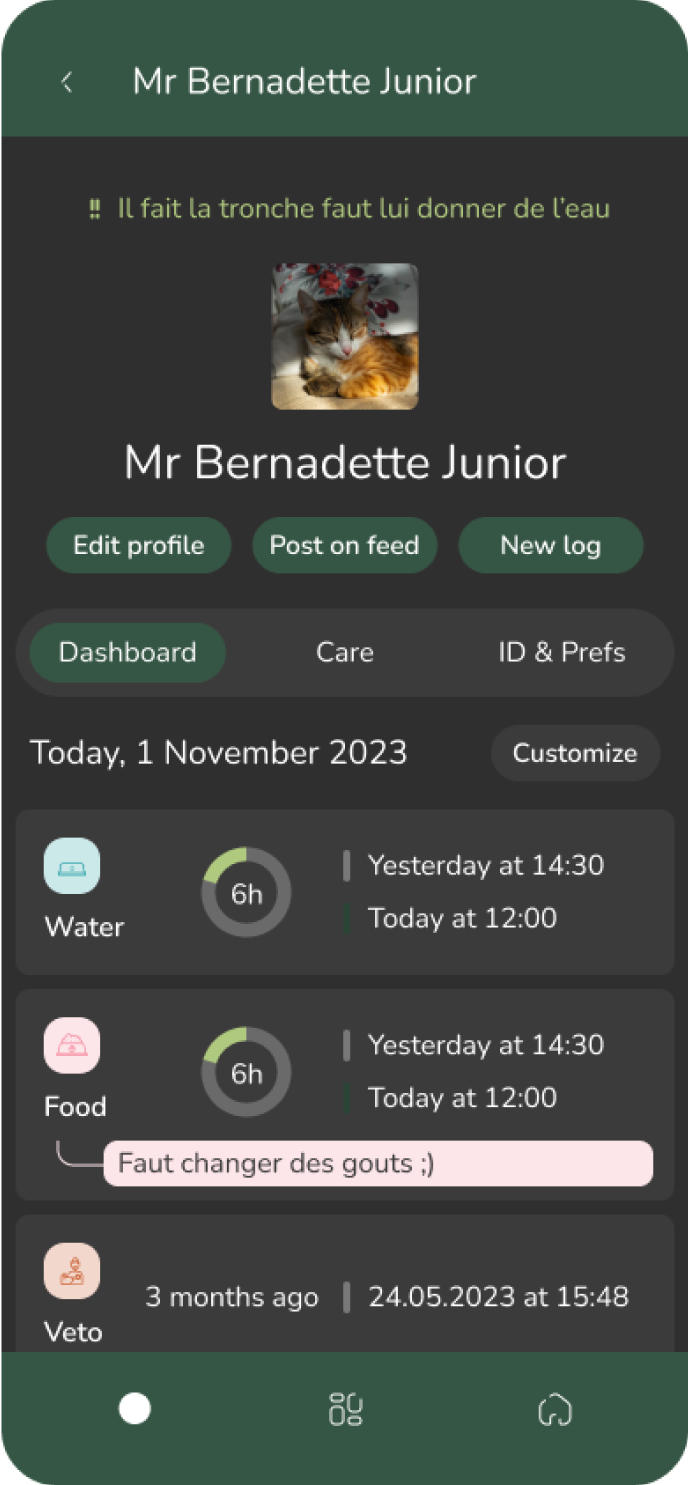 Mr Bernadette Junior
!! Il fait la tronche faut lui donner de l'eau
Mr Bernadette Junior
Edit profile
Post on feed
New log
Dashboard
Care
ID & Prefs
Today, 1 November 2023
Customize
Water
6h
Yesterday at 14:30
Today at 12:00
Food
6h
Yesterday at 14:30
Today at 12:00
Faut changer des gouts ;)
Veto
3 months ago
24.05.2023 at 15:48